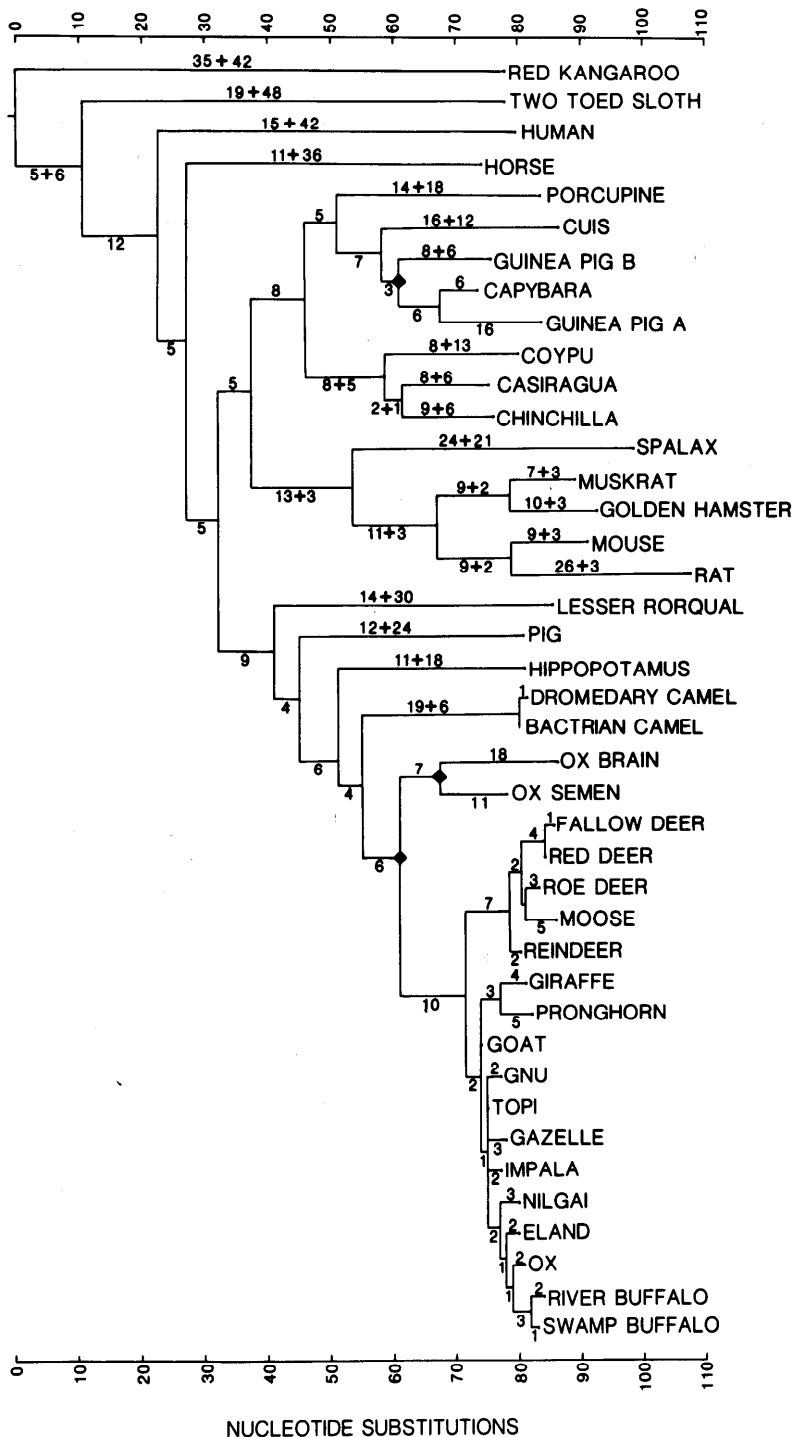 0 10 20 30 40 50 60 70 80 90 100 110
35+42
RED KANGAROO
19+48
TWO TOED SLOTH
15+42
HUMAN
11+36
HORSE
5+6
14+18
PORCUPINE
5
16+12
CUIS
12
7
8+6
GUINEA PIG B
3
6
CAPYBARA
8
6
16
GUINEA PIG A
5
8+13
COYPU
8+5
8+6
CASIRAGUA
5
2+1
9+6
CHINCHILLA
24+21
SPALAX
13+3
7+3
MUSKRAT
9+2
10+3
GOLDEN HAMSTER
5
11+3
9+3
MOUSE
9+2
26+3
RAT
14+30
LESSER RORQUAL
12+24
PIG
9
11+18
HIPPOPOTAMUS
4
1
DROMEDARY CAMEL
19+6
BACTRIAN CAMEL
6
18
OX BRAIN
7
4
11
OX SEMEN
1
FALLOW DEER
4
RED DEER
6
2
3
ROE DEER
7
5
MOOSE
2
REINDEER
4
GIRAFFE
3
10
5
PRONGHORN
GOAT
2
2
GNU
TOPI
3
GAZELLE
1
2
IMPALA
3
NILGAI
2
2
ELAND
1
2
OX
1
2
RIVER BUFFALO
3
1
SWAMP BUFFALO
0 10 20 30 40 50 60 70 80 90 100 110
NUCLEOTIDE SUBSTITUTIONS